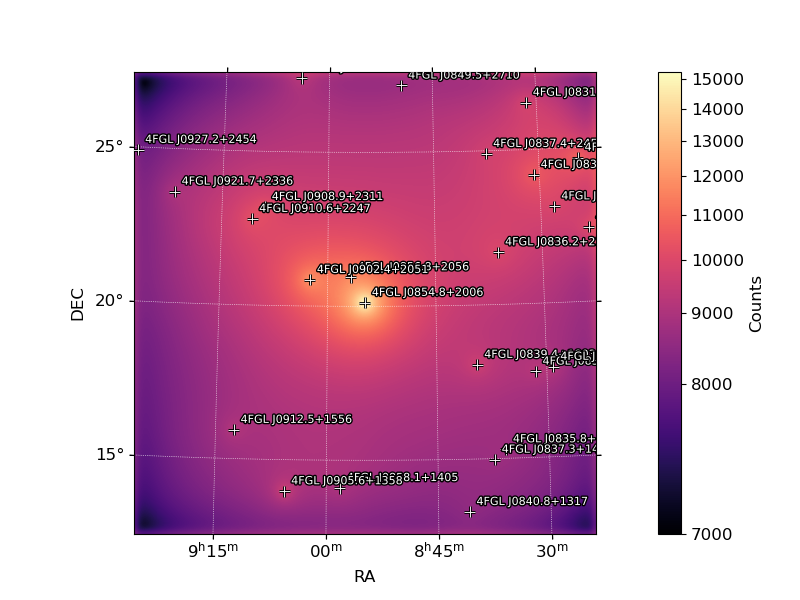 4FGL J0849.5+2710
4FGL J0831
4FGL J0927.2+2454
4FGL J0837.4+24
4FGL J0921.7+2336
4FGL J0908.9+2311
4FGL J0910.6+2247
4FGL J0836.2+2
4FGL J0902.4+2051
+2056
4FGL J0854.8+2006
4FGL J0839.4
4FGL J0912.5+1556
4FGL J0835.8+
4FGL J0837.3+14
4FGL J0905.6+1358
+1405
4FGL J0840.8+1317
25°
20°
15°
DEC
9h15m
00m
8h45m
30m
RA
15000
14000
13000
12000
11000
10000
9000
8000
7000
Counts